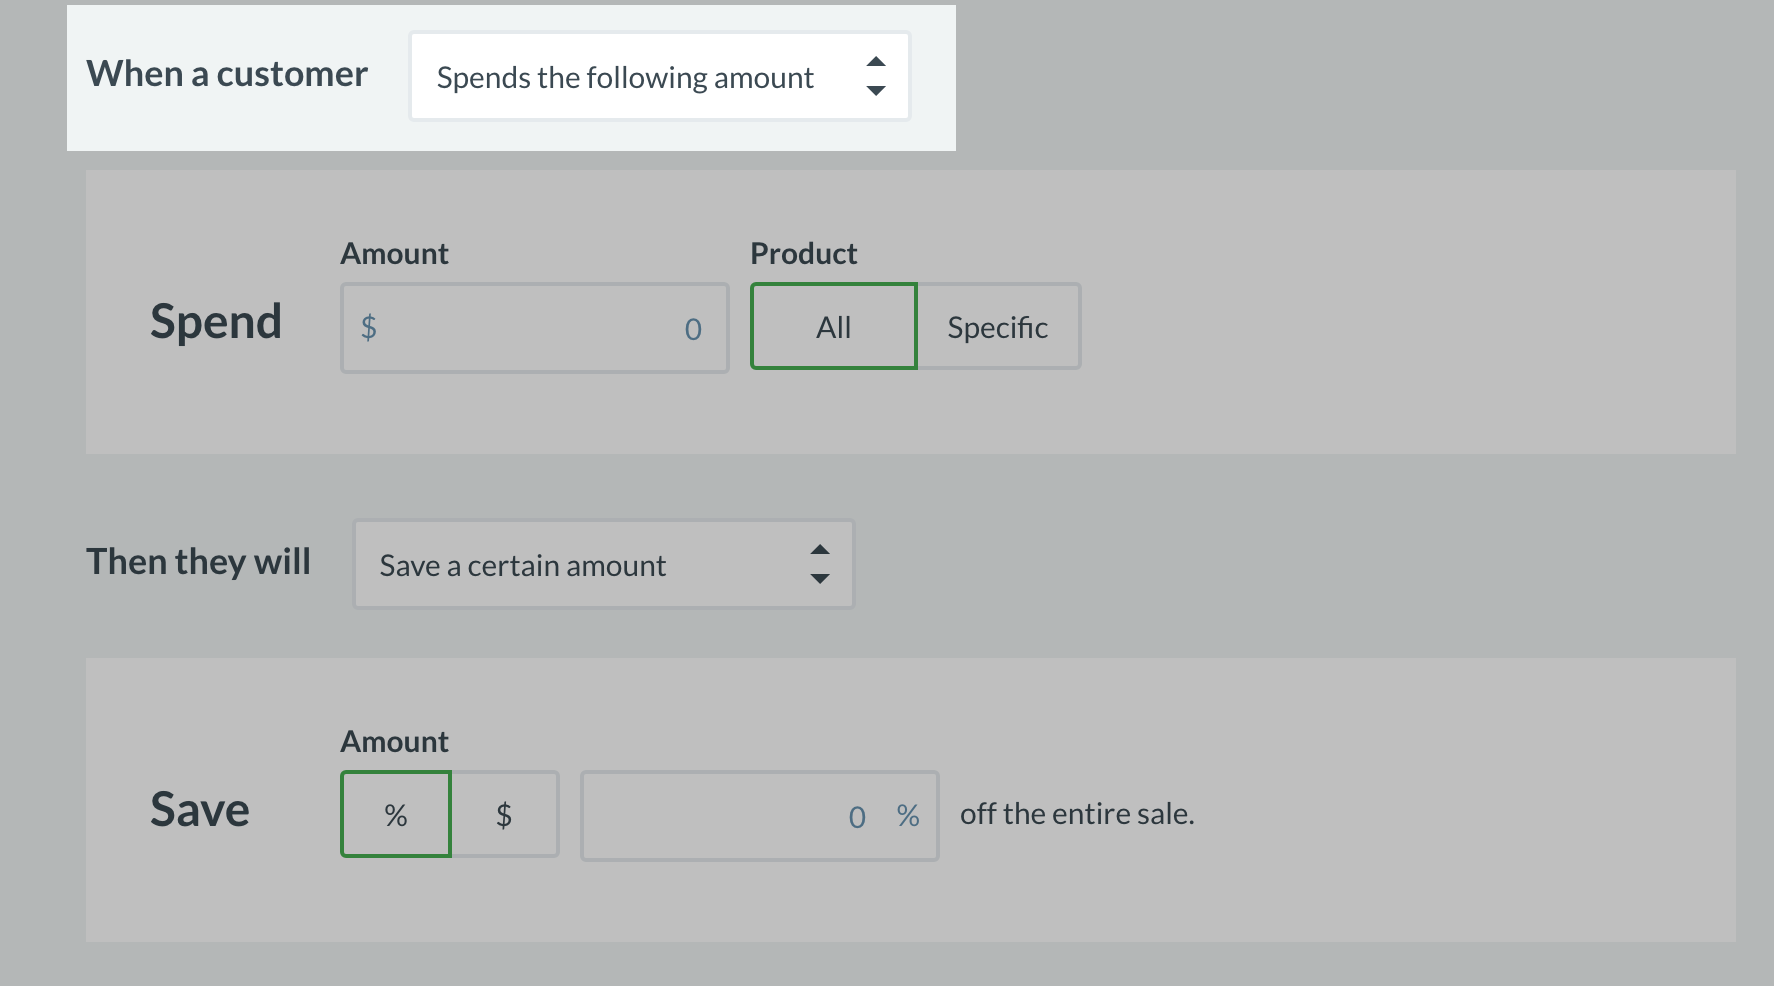 When a customer Spends the following amount
Amount Product
Spend $ 0 All Specific
Then they will Save a certain amount
Amount
Save % $ 0 % off the entire sale.